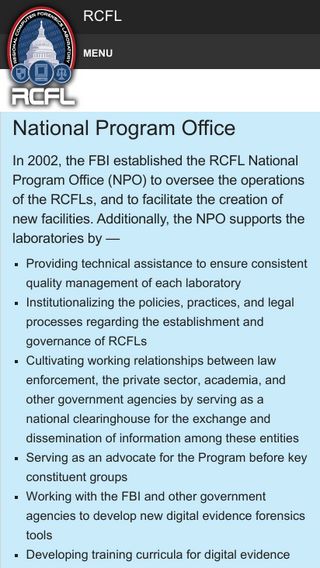 RCFL
MENU
REGIONAL COMPUTER FORENSICS LABORATORY
RCFL
National Program Office
In 2002, the FBI established the RCFL National
Program Office (NPO) to oversee the operations
of the RCFLs, and to facilitate the creation of
new facilities. Additionally, the NPO supports the
laboratories by —
▪ Providing technical assistance to ensure consistent
quality management of each laboratory
▪ Institutionalizing the policies, practices, and legal
processes regarding the establishment and
governance of RCFLs
▪ Cultivating working relationships between law
enforcement, the private sector, academia, and
other government agencies by serving as a
national clearinghouse for the exchange and
dissemination of information among these entities
▪ Serving as an advocate for the Program before key
constituent groups
▪ Working with the FBI and other government
agencies to develop new digital evidence forensics
tools
▪ Developing training curricula for digital evidence